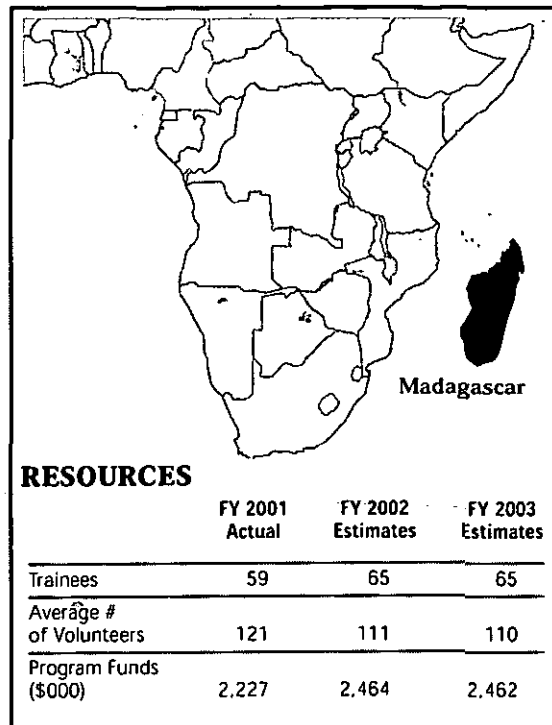 Madagascar
RESOURCES
FY 2001 FY 2002 FY 2003
Actual Estimates Estimates
Trainees 59 65 65
Average #
of Volunteers 121 111 110
Program Funds
($000) 2,227 2,464 2,462